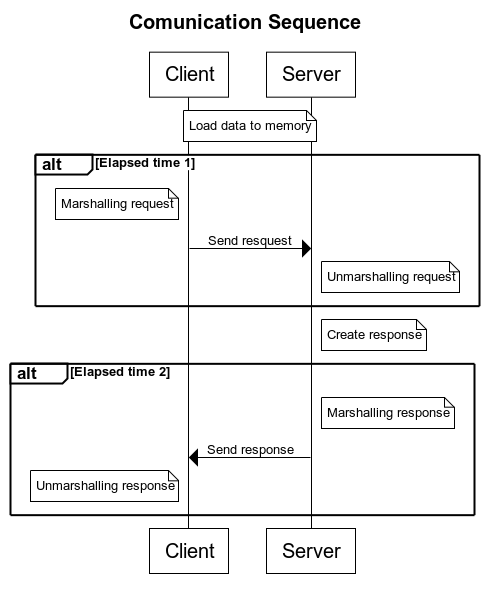 Comunication Sequence
Client
Server
Load data to memory
alt
[Elapsed time 1]
Marshalling request
Send resquest
Unmarshalling request
Create response
alt
[Elapsed time 2]
Marshalling response
Send response
Unmarshalling response
Client
Server